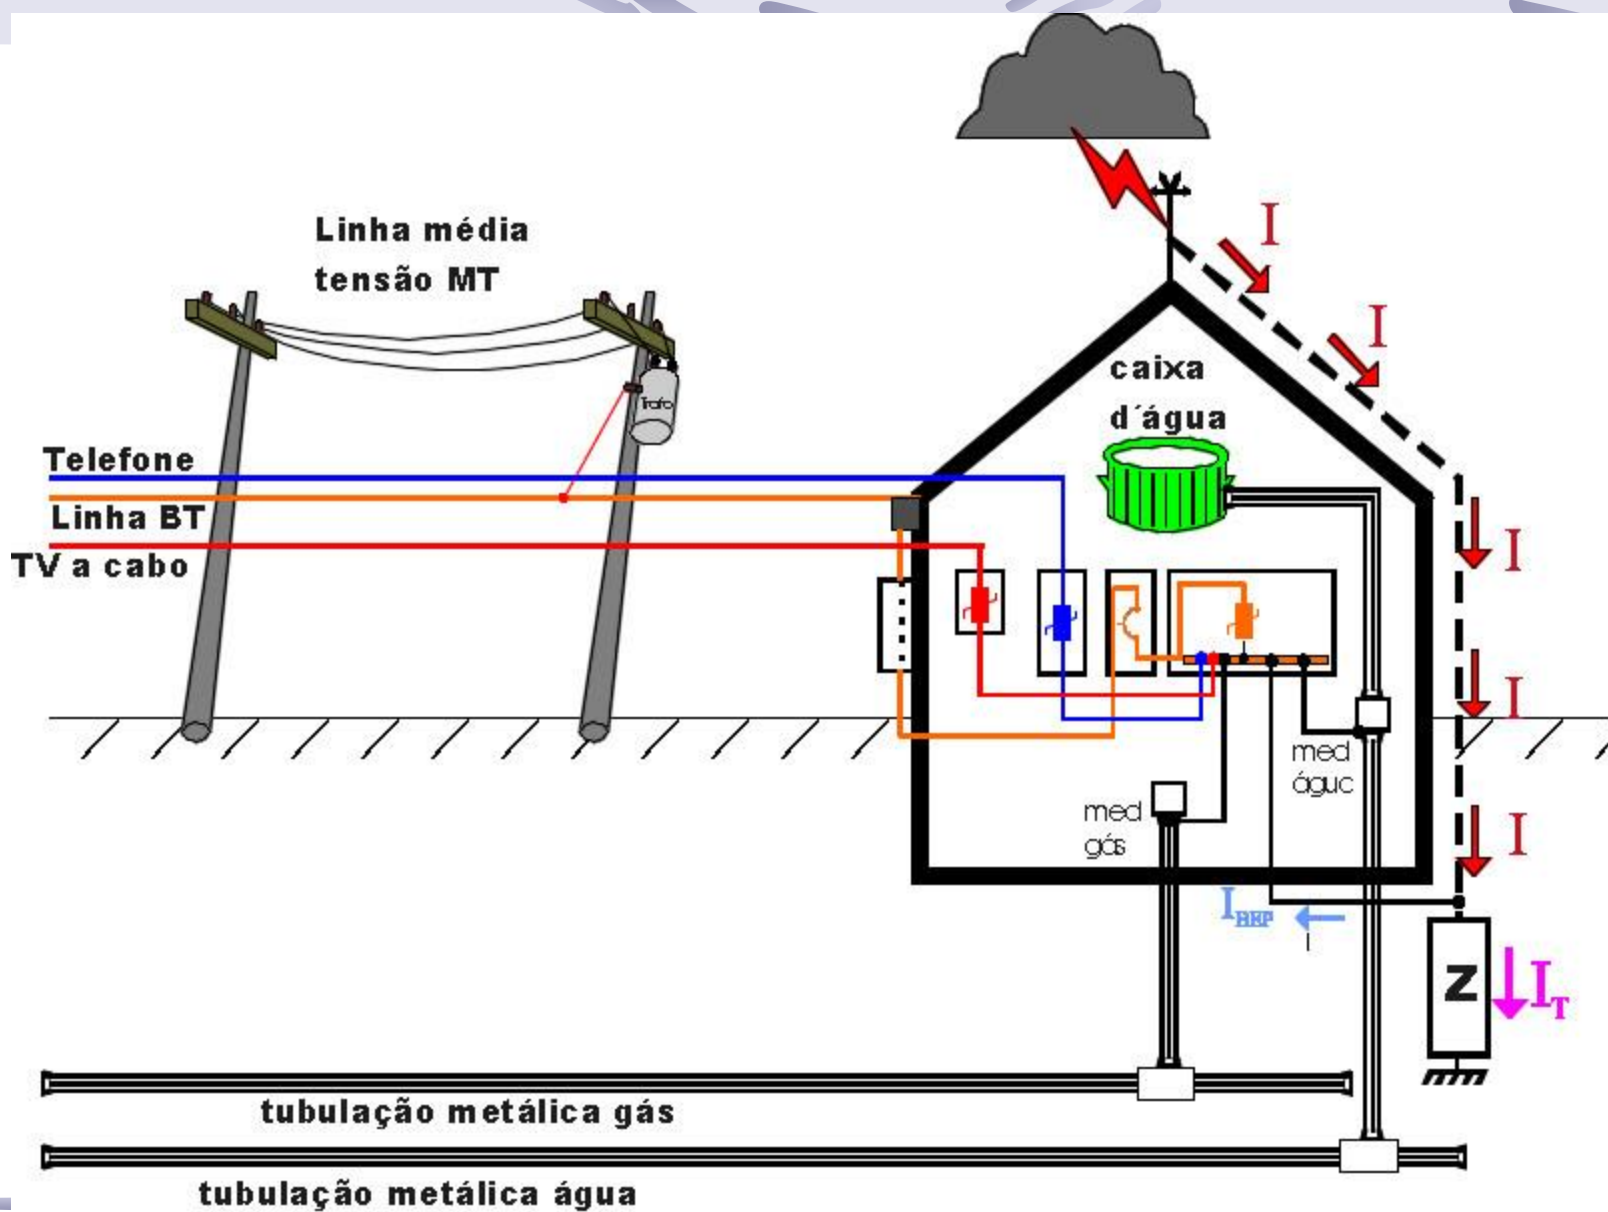 I
Linha média
tensão MT
I
caixa
d´água
Trafo
Telefone
Linha BT
TV a cabo
I
I
med
águc
med
gás
I
I BEP
I
Z
I T
tubulação metálica gás
tubulação metálica água